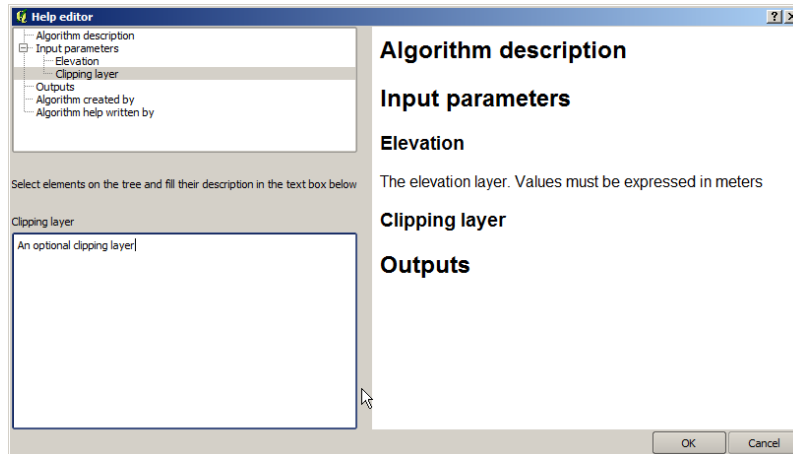 Help editor
Algorithm description
Input parameters
Elevation
Clipping layer
Outputs
Algorithm created by
Algorithm help written by
Select elements on the tree and fill their description in the text box below
Clipping layer
An optional clipping layer
Algorithm description
Input parameters
Elevation
The elevation layer. Values must be expressed in meters
Clipping layer
Outputs
OK
Cancel